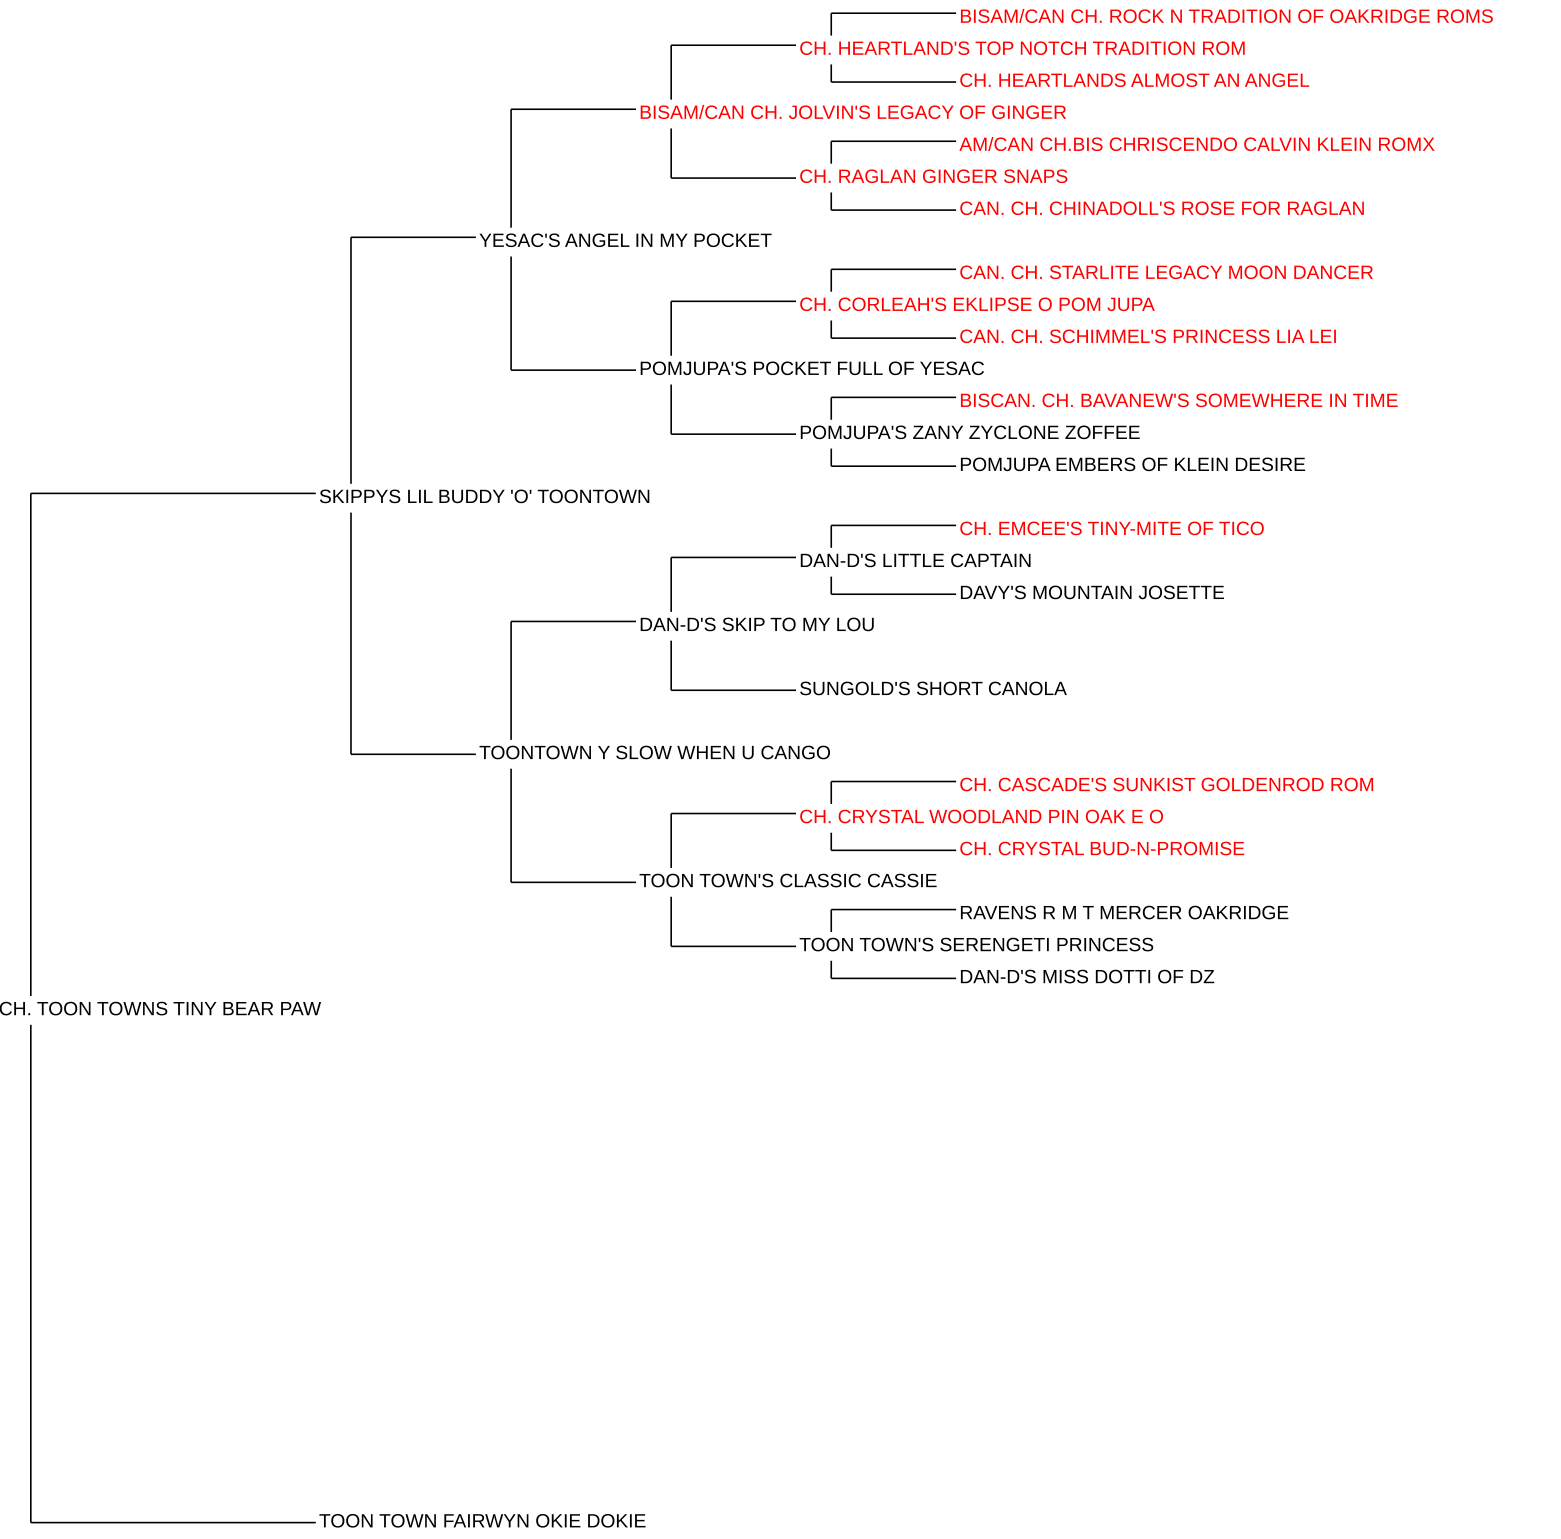 BISAM/CAN CH. ROCK N TRADITION OF OAKRIDGE ROMS
CH. HEARTLAND'S TOP NOTCH TRADITION ROM
CH. HEARTLANDS ALMOST AN ANGEL
BISAM/CAN CH. JOLVIN'S LEGACY OF GINGER
AM/CAN CH.BIS CHRISCENDO CALVIN KLEIN ROMX
CH. RAGLAN GINGER SNAPS
CAN. CH. CHINADOLL'S ROSE FOR RAGLAN
YESAC'S ANGEL IN MY POCKET
CAN. CH. STARLITE LEGACY MOON DANCER
CH. CORLEAH'S EKLIPSE O POM JUPA
CAN. CH. SCHIMMEL'S PRINCESS LIA LEI
POMJUPA'S POCKET FULL OF YESAC
BISCAN. CH. BAVANEW'S SOMEWHERE IN TIME
POMJUPA'S ZANY ZYCLONE ZOFFEE
POMJUPA EMBERS OF KLEIN DESIRE
SKIPPYS LIL BUDDY 'O' TOONTOWN
CH. EMCEE'S TINY-MITE OF TICO
DAN-D'S LITTLE CAPTAIN
DAVY'S MOUNTAIN JOSETTE
DAN-D'S SKIP TO MY LOU
SUNGOLD'S SHORT CANOLA
TOONTOWN Y SLOW WHEN U CANGO
CH. CASCADE'S SUNKIST GOLDENROD ROM
CH. CRYSTAL WOODLAND PIN OAK E O
CH. CRYSTAL BUD-N-PROMISE
TOON TOWN'S CLASSIC CASSIE
RAVENS R M T MERCER OAKRIDGE
TOON TOWN'S SERENGETI PRINCESS
DAN-D'S MISS DOTTI OF DZ
CH. TOON TOWNS TINY BEAR PAW
TOON TOWN FAIRWYN OKIE DOKIE